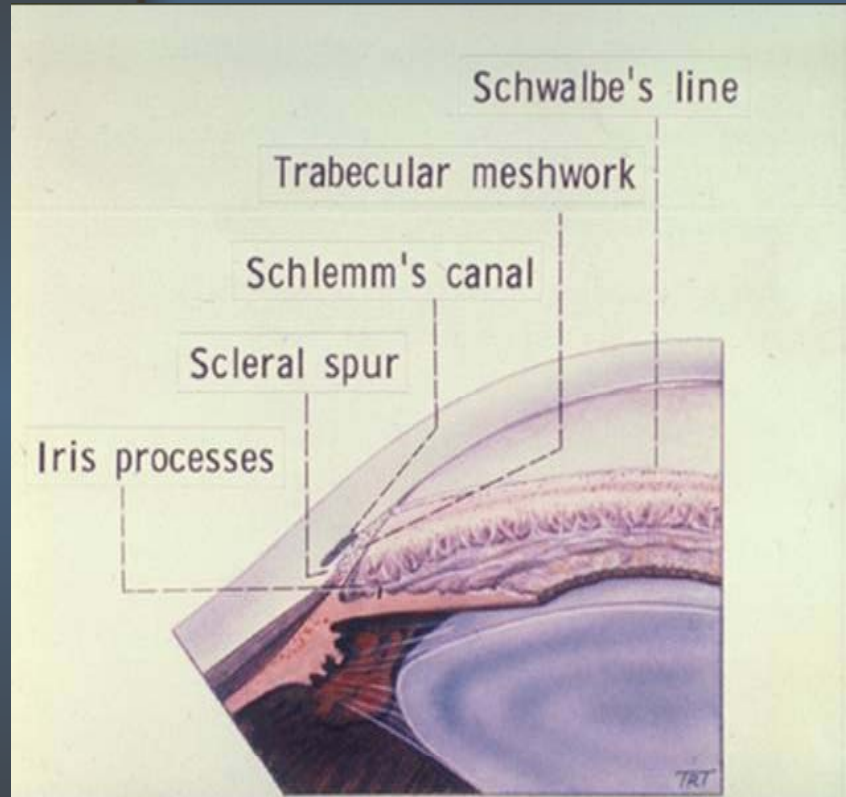 Schwalbe's line
Trabecular meshwork
Schlemm's canal
Scleral spur
Iris processes
TRT